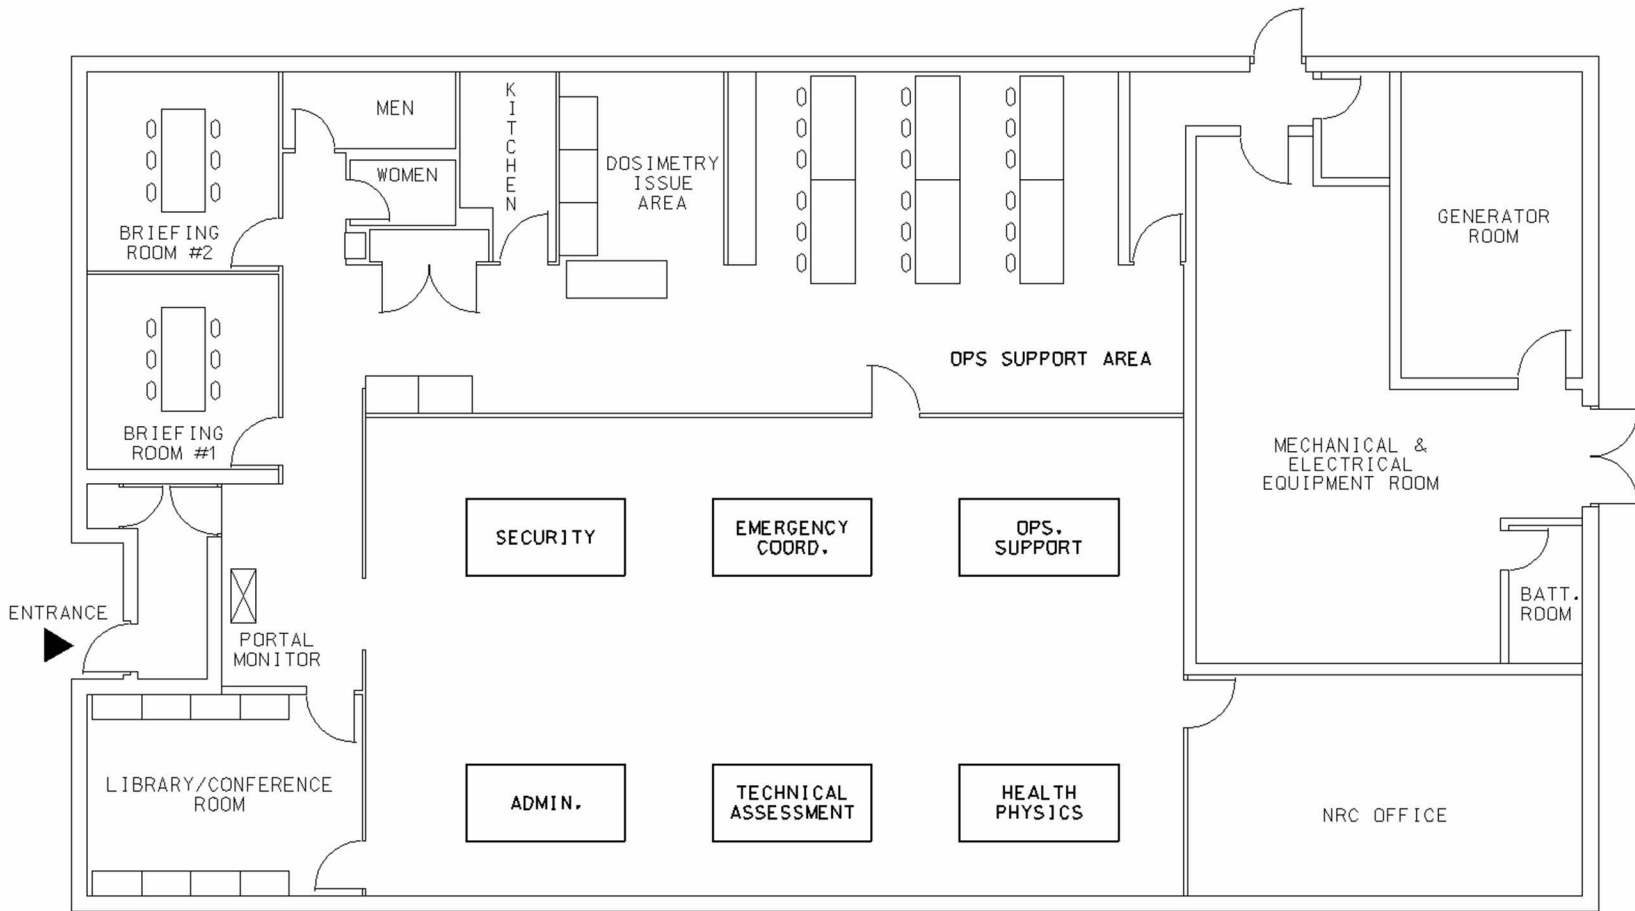 MEN
KITCHEN
WOMEN
DOSIMETRY
ISSUE
AREA
BRIEFING
ROOM #2
GENERATOR
ROOM
OPS SUPPORT AREA
BRIEFING
ROOM #1
MECHANICAL &
ELECTRICAL
EQUIPMENT ROOM
SECURITY
EMERGENCY
COORD.
OPS.
SUPPORT
BATT.
ROOM
ENTRANCE
PORTAL
MONITOR
LIBRARY/CONFERENCE
ROOM
ADMIN.
TECHNICAL
ASSESSMENT
HEALTH
PHYSICS
NRC OFFICE